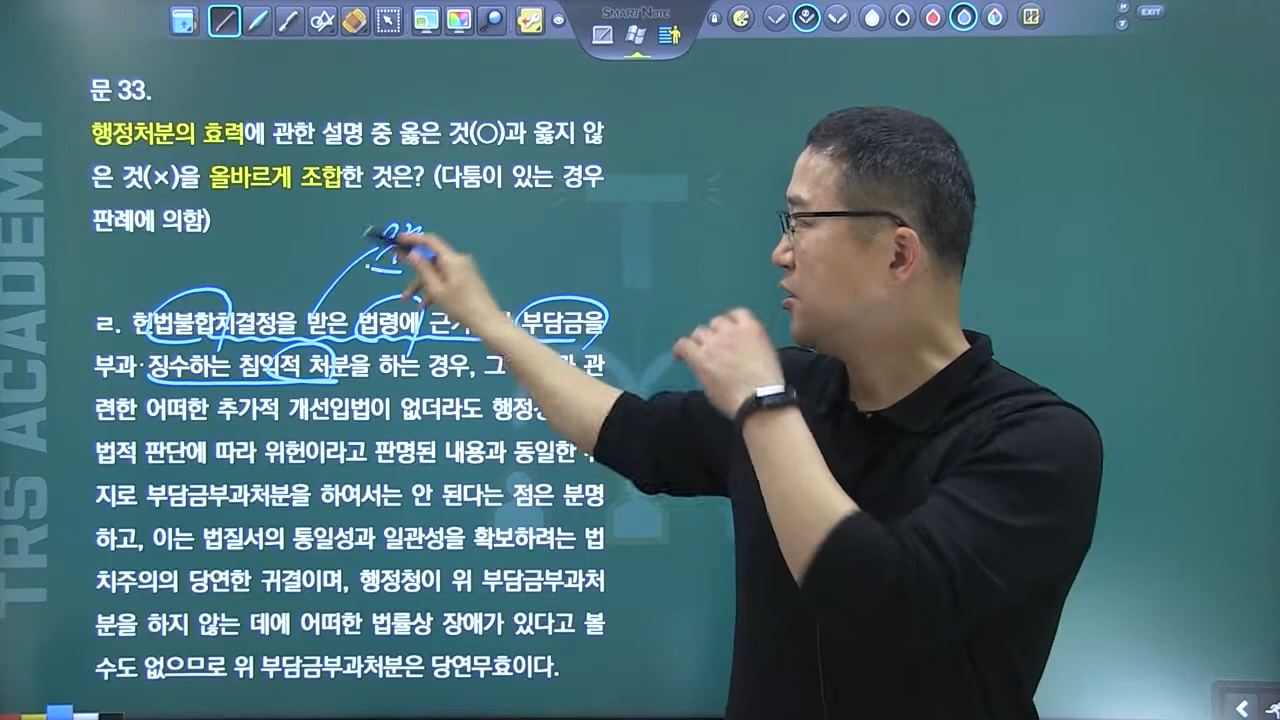 SMART NOTE
EXIT
TRS ACADEMY
문 33.
행정처분의 효력에 관한 설명 중 옳은 것(○)과 옳지 않
은 것(×)을 올바르게 조합한 것은? (다툼이 있는 경우
판례에 의함)
ㄹ. 헌법불합치결정을 받은 법령에 부담금을
부과·징수하는 침익적 처분을 하는 경우, 관
련한 어떠한 추가적 개선입법이 없더라도
법적 판단에 따라 위헌이라고 판명된 내용과 동일한
지로 부담금부과처분을 하여서는 안 된다는 점은 분명
하고, 이는 법질서의 통일성과 일관성을 확보하려는 법
치주의의 당연한 귀결이며, 행정청이 위 부담금부과처
분을 하지 않는 데에 어떠한 법률상 장애가 있다고 볼
수도 없으므로 위 부담금부과처분은 당연무효이다.